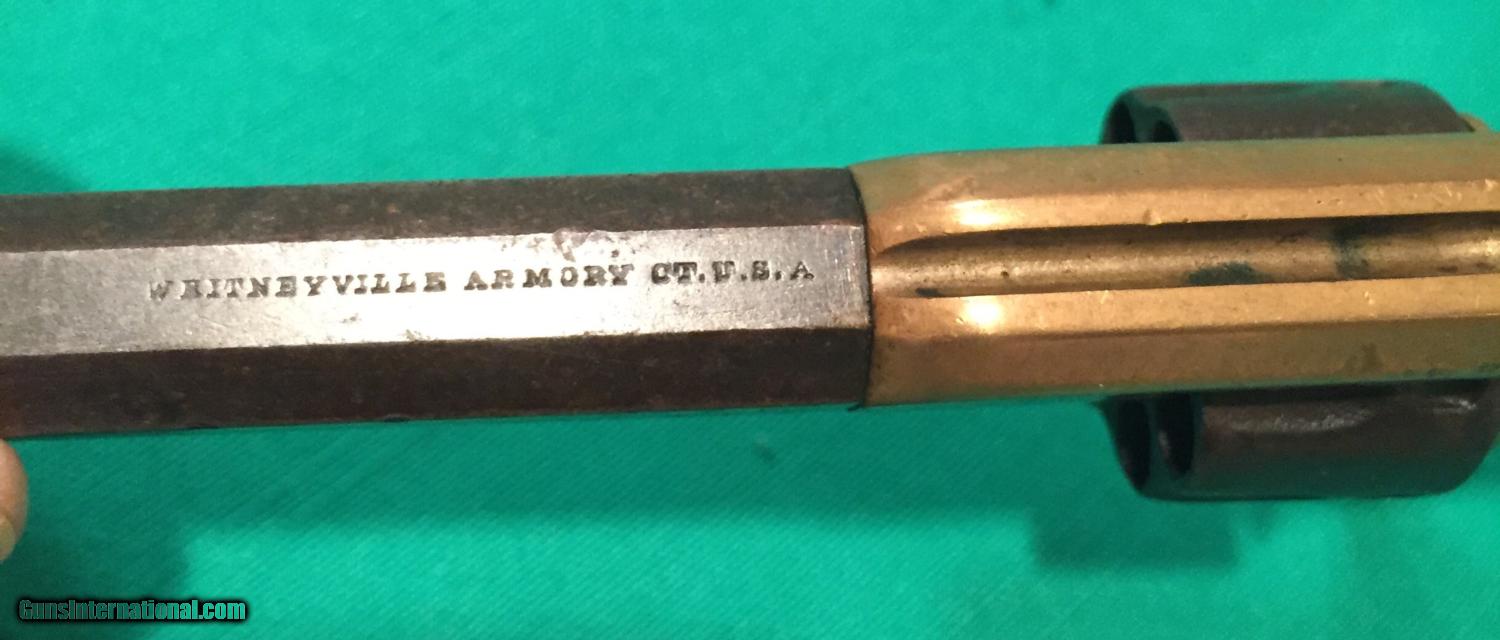 WHITNEYVILLE ARMORY CT. U.S.A
GunsInternational.com